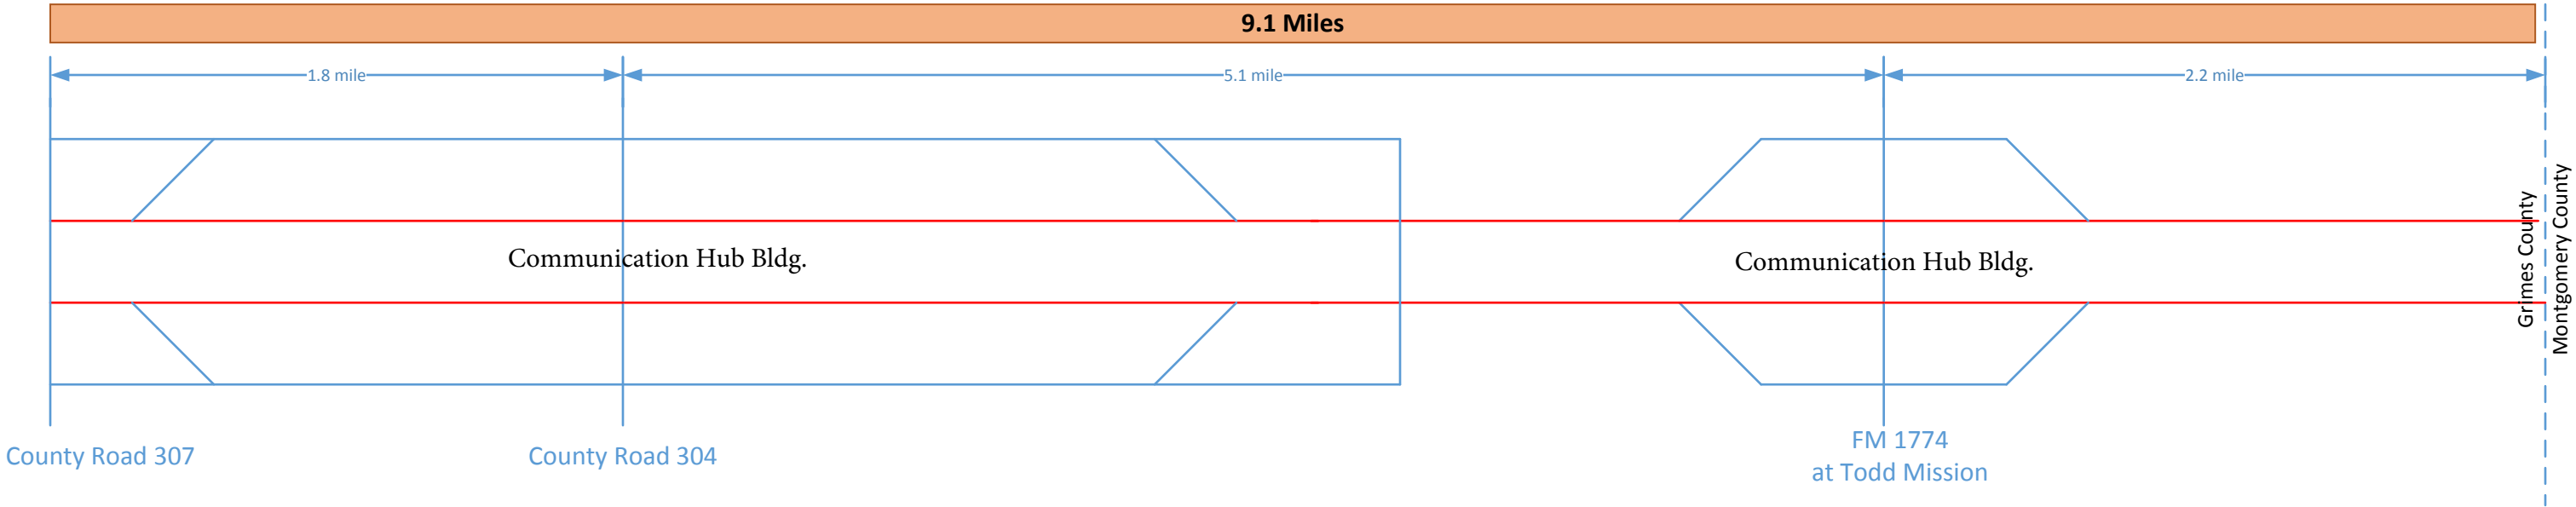 9.1 Miles
1.8 mile
5.1 mile
2.2 mile
Communication Hub Bldg.
Communication Hub Bldg.
Grimes County
Montgomery County
County Road 307
County Road 304
FM 1774
at Todd Mission